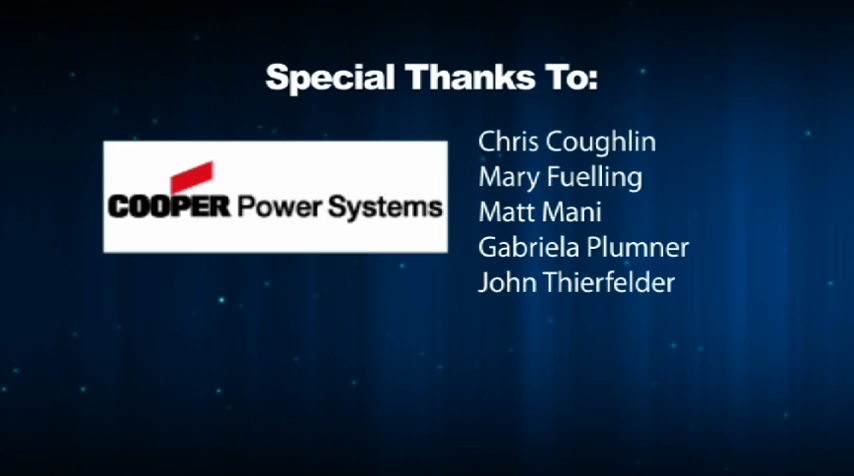 Special Thanks To:
COOPER Power Systems
Chris Coughlin
Mary Fuelling
Matt Mani
Gabriela Plumner
John Thierfelder